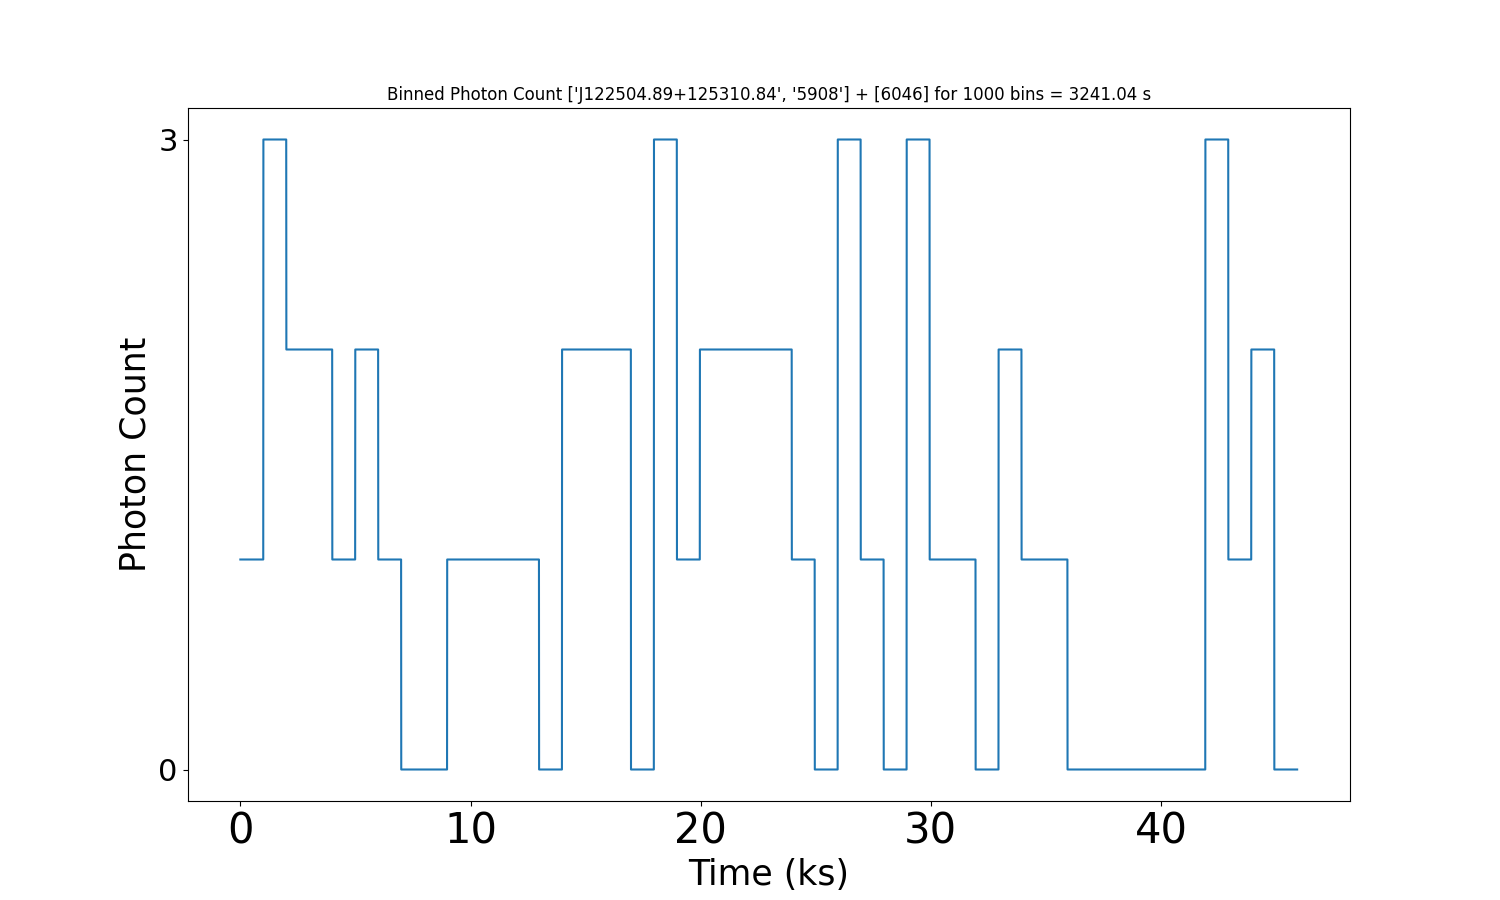 Binned Photon Count ['J122504.89+125310.84', '5908'] + [6046] for 1000 bins = 3241.04 s
3
Photon Count
0
0 10 20 30 40
Time (ks)